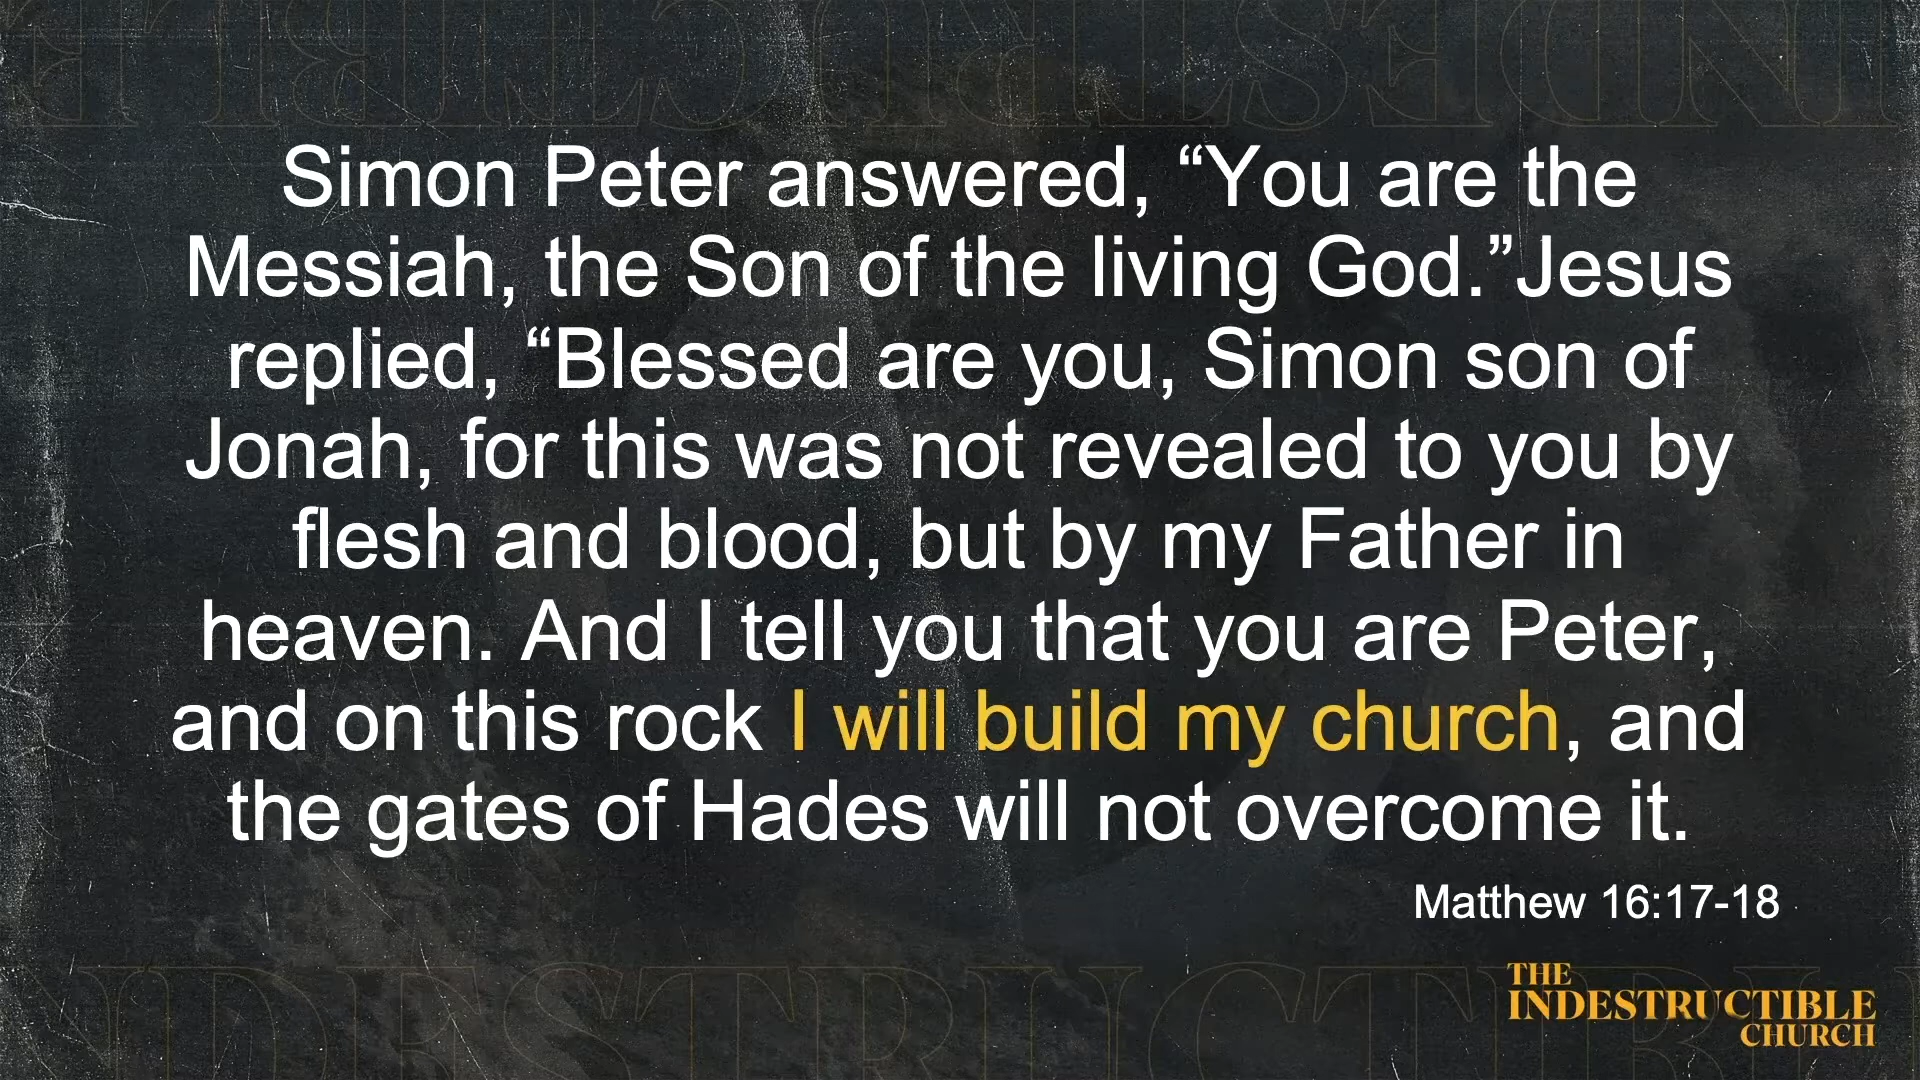 Simon Peter answered, “You are the
Messiah, the Son of the living God.”Jesus
replied, “Blessed are you, Simon son of
Jonah, for this was not revealed to you by
flesh and blood, but by my Father in
heaven. And I tell you that you are Peter,
and on this rock I will build my church, and
the gates of Hades will not overcome it.
Matthew 16:17-18
THE
INDESTRUCTIBLE
CHURCH